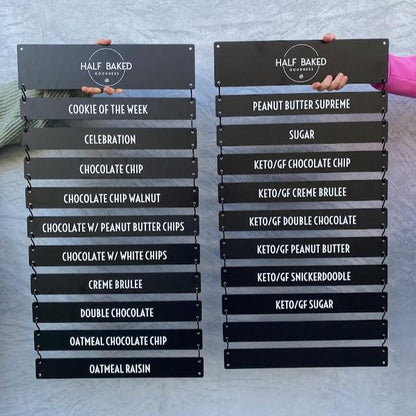 HALF BAKED
GOODNESS
COOKIE OF THE WEEK
CELEBRATION
CHOCOLATE CHIP
CHOCOLATE CHIP WALNUT
CHOCOLATE W/ PEANUT BUTTER CHIPS
CHOCOLATE W/ WHITE CHIPS
CREME BRULEE
DOUBLE CHOCOLATE
OATMEAL CHOCOLATE CHIP
OATMEAL RAISIN
HALF BAKED
GOODNESS
PEANUT BUTTER SUPREME
SUGAR
KETO/GF CHOCOLATE CHIP
KETO/GF CREME BRULEE
KETO/GF DOUBLE CHOCOLATE
KETO/GF PEANUT BUTTER
KETO/GF SNICKERDOODLE
KETO/GF SUGAR